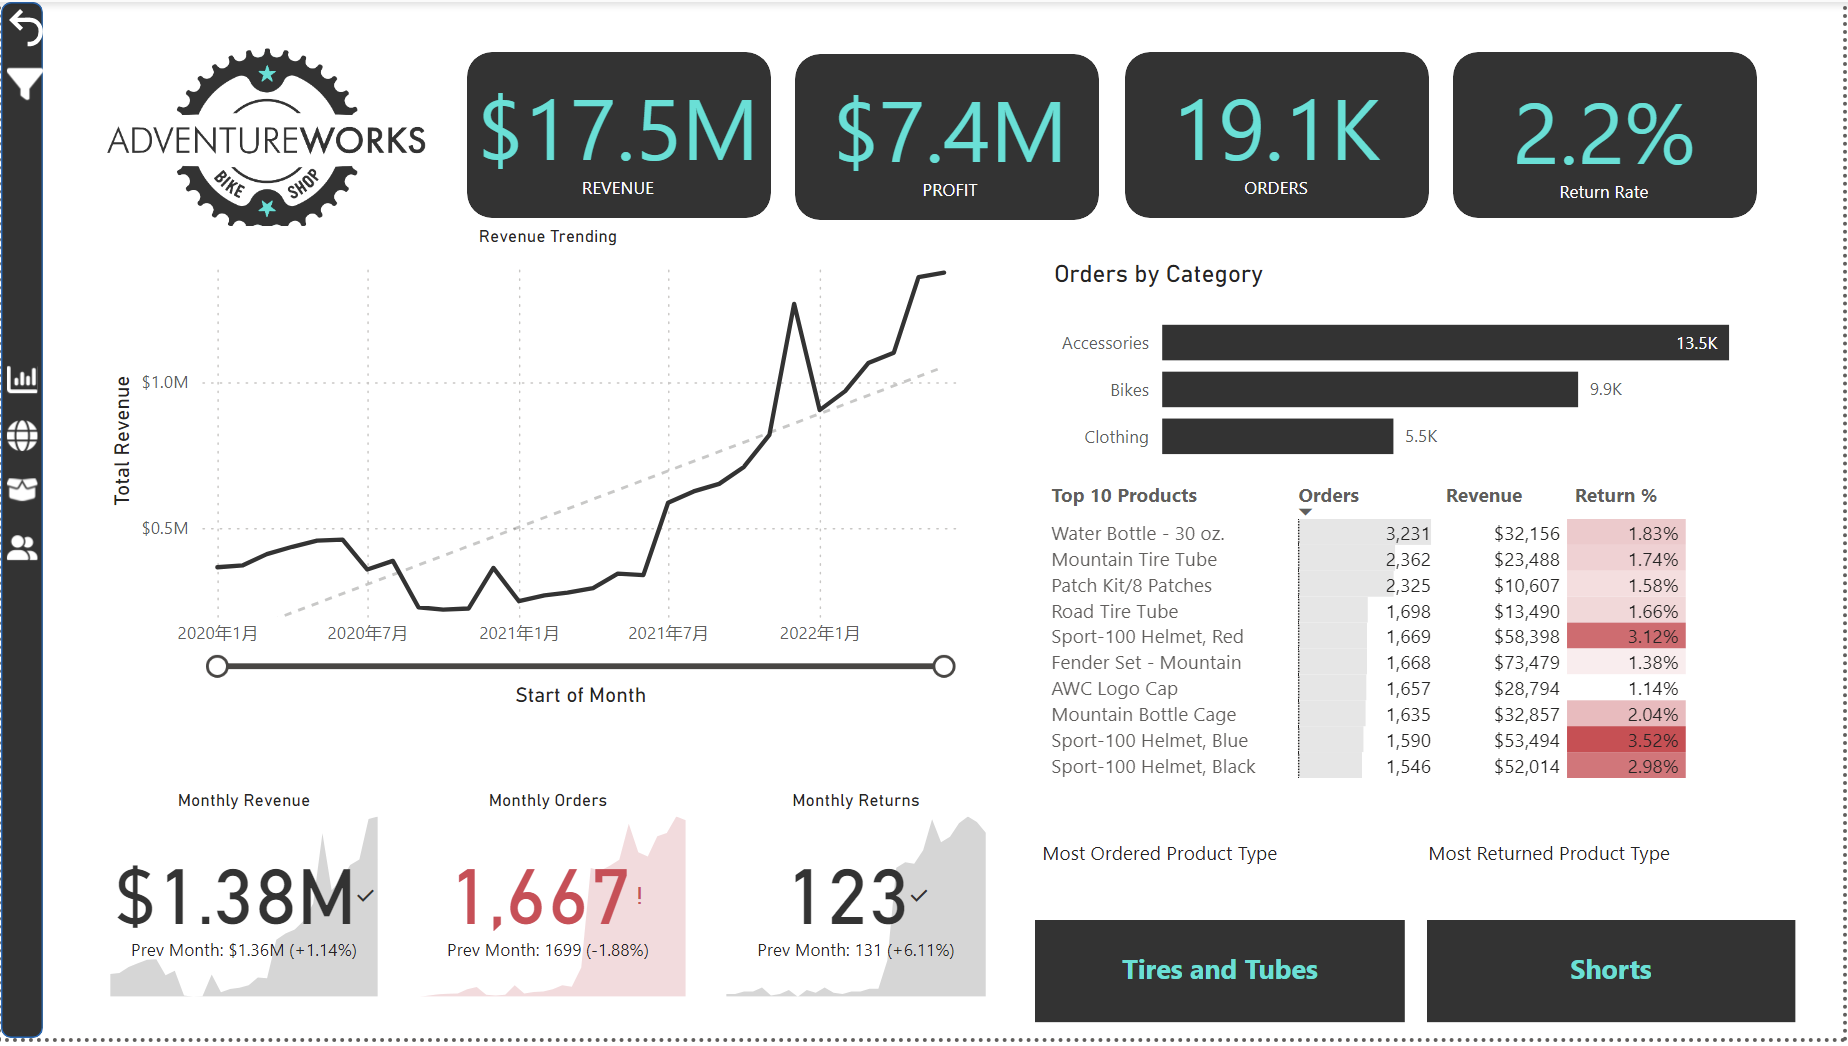 ADVENTUREWORKS
BIKE SHOP
$17.5M
REVENUE
$7.4M
PROFIT
19.1K
ORDERS
2.2%
Return Rate
Revenue Trending
Total Revenue
$1.0M
$0.5M
2020年1月 2020年7月 2021年1月 2021年7月 2022年1月
Start of Month
Orders by Category
Accessories 13.5K
Bikes 9.9K
Clothing 5.5K
Top 10 Products Orders Revenue Return %
Water Bottle - 30 oz. 3,231 $32,156 1.83%
Mountain Tire Tube 2,362 $23,488 1.74%
Patch Kit/8 Patches 2,325 $10,607 1.58%
Road Tire Tube 1,698 $13,490 1.66%
Sport-100 Helmet, Red 1,669 $58,398 3.12%
Fender Set - Mountain 1,668 $73,479 1.38%
AWC Logo Cap 1,657 $28,794 1.14%
Mountain Bottle Cage 1,635 $32,857 2.04%
Sport-100 Helmet, Blue 1,590 $53,494 3.52%
Sport-100 Helmet, Black 1,546 $52,014 2.98%
Monthly Revenue
$1.38M
Prev Month: $1.36M (+1.14%)
Monthly Orders
1,667!
Prev Month: 1699 (-1.88%)
Monthly Returns
123
Prev Month: 131 (+6.11%)
Most Ordered Product Type
Tires and Tubes
Most Returned Product Type
Shorts